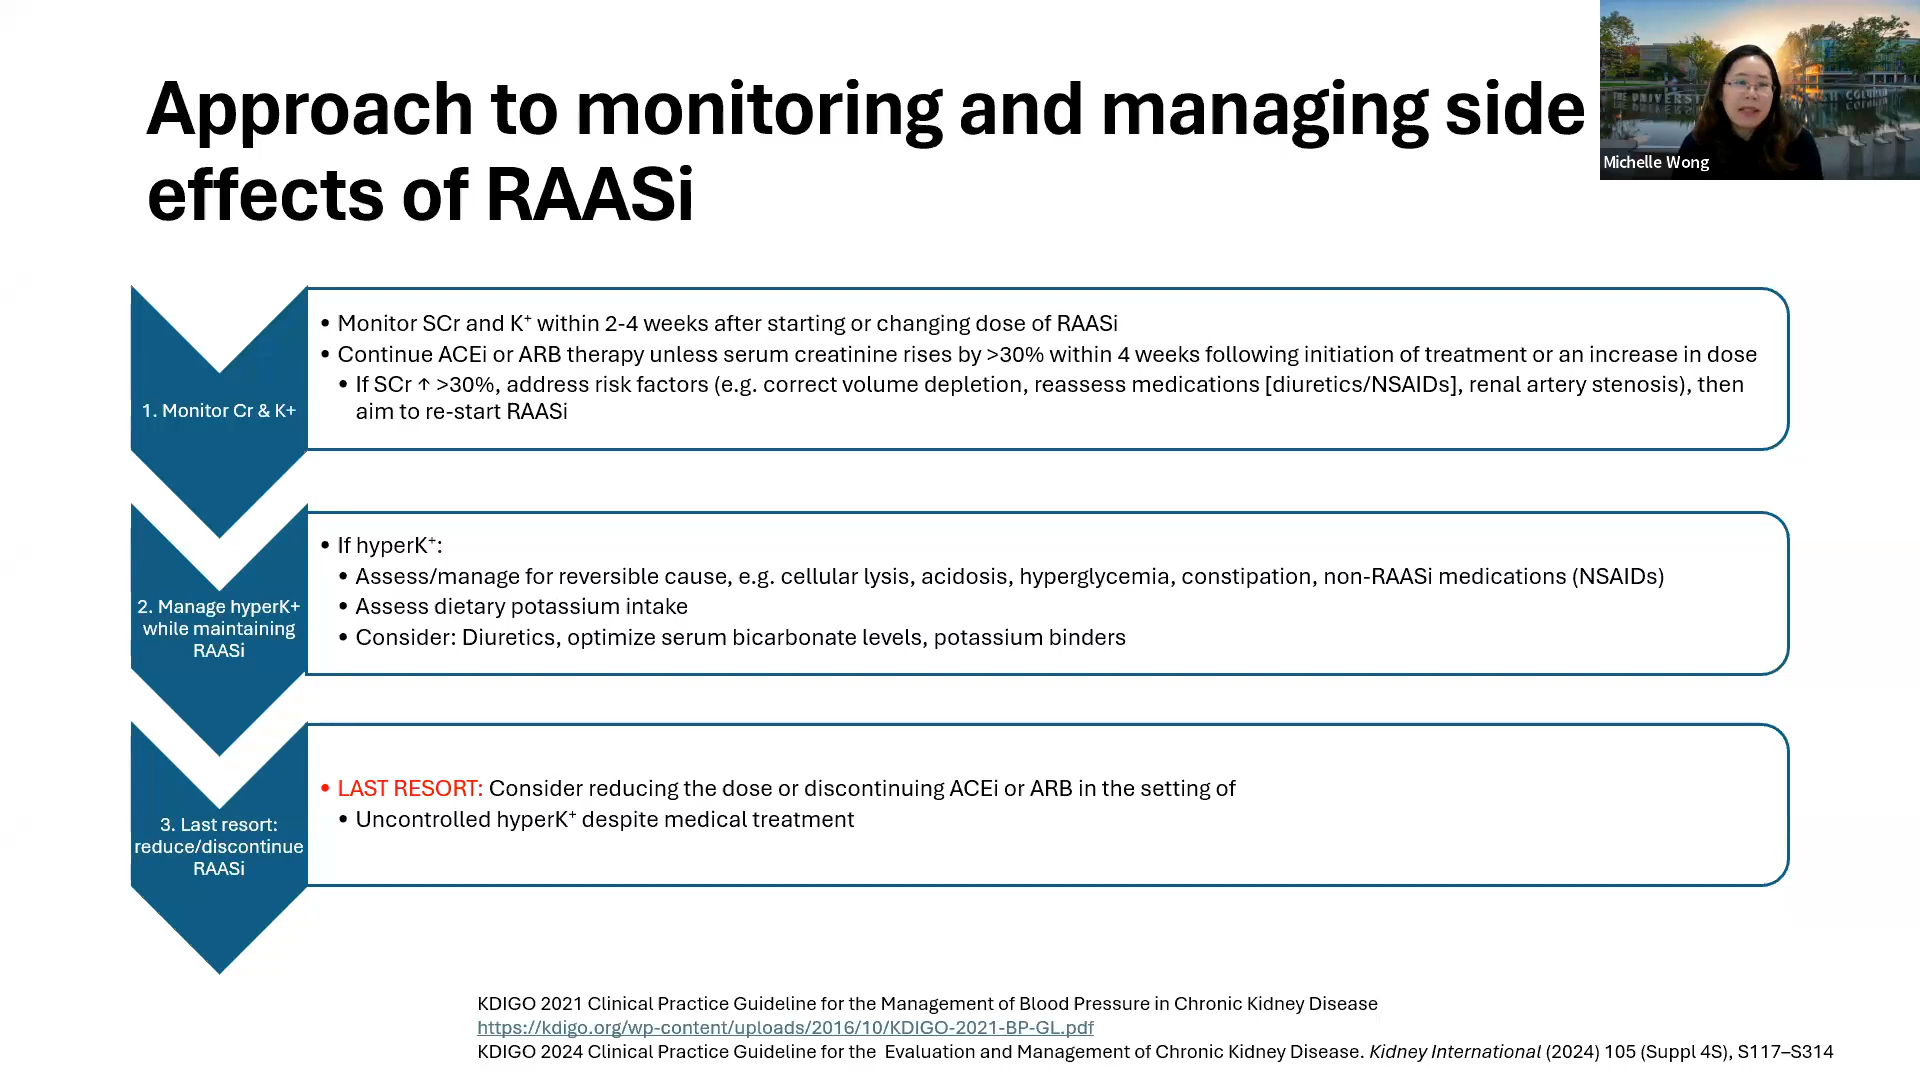 Approach to monitoring and managing side
effects of RAASi
Michelle Wong
1. Monitor Cr & K+
• Monitor SCr and K⁺ within 2-4 weeks after starting or changing dose of RAASi
• Continue ACEi or ARB therapy unless serum creatinine rises by >30% within 4 weeks following initiation of treatment or an increase in dose
• If SCr ↑ >30%, address risk factors (e.g. correct volume depletion, reassess medications [diuretics/NSAIDs], renal artery stenosis), then
aim to re-start RAASi
2. Manage hyperK+
while maintaining
RAASi
• If hyperK⁺:
• Assess/manage for reversible cause, e.g. cellular lysis, acidosis, hyperglycemia, constipation, non-RAASi medications (NSAIDs)
• Assess dietary potassium intake
• Consider: Diuretics, optimize serum bicarbonate levels, potassium binders
3. Last resort:
reduce/discontinue
RAASi
• LAST RESORT: Consider reducing the dose or discontinuing ACEi or ARB in the setting of
• Uncontrolled hyperK⁺ despite medical treatment
KDIGO 2021 Clinical Practice Guideline for the Management of Blood Pressure in Chronic Kidney Disease
https://kdigo.org/wp-content/uploads/2016/10/KDIGO-2021-BP-GL.pdf
KDIGO 2024 Clinical Practice Guideline for the Evaluation and Management of Chronic Kidney Disease. Kidney International (2024) 105 (Suppl 4S), S117–S314